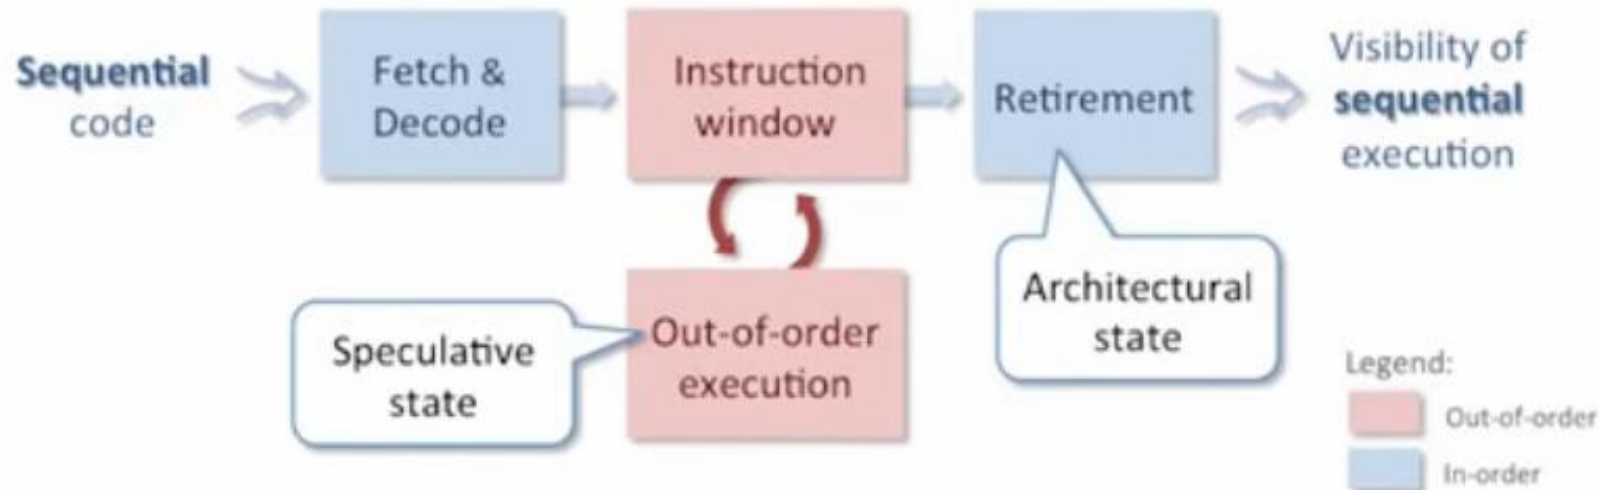 Sequential
code
Fetch &
Decode
Instruction
window
Retirement
Visibility of
sequential
execution
Speculative
state
Out-of-order
execution
Architectural
state
Legend:
Out-of-order
In-order